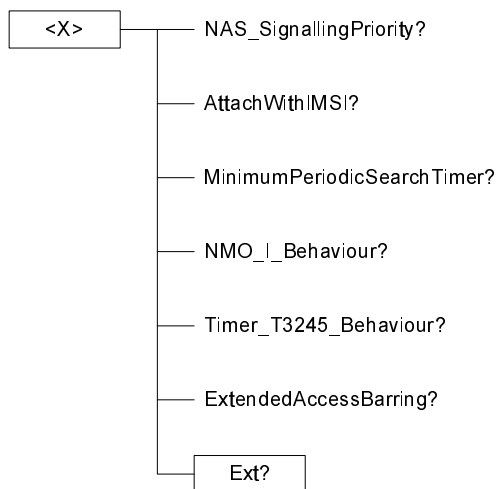 <X>
NAS_SignallingPriority?
AttachWithIMSI?
MinimumPeriodicSearchTimer?
NMO_I_Behaviour?
Timer_T3245_Behaviour?
ExtendedAccessBarring?
Ext?